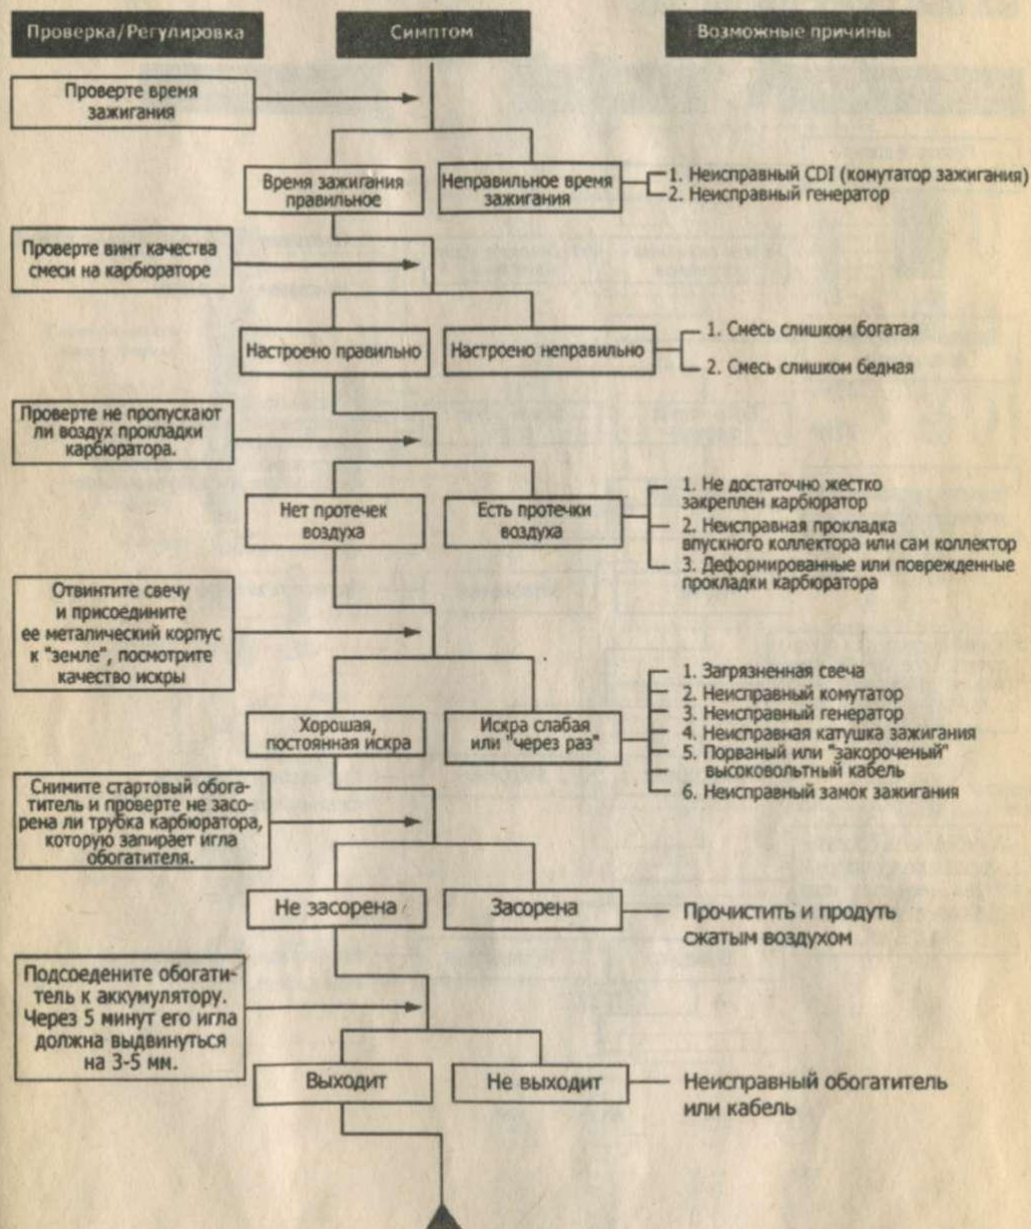 Проверка/Регулировка
Симптом
Возможные причины
Проверте время
зажигания
Время зажигания
правильное
Неправильное время
зажигания
1. Неисправный CDI (комутатор зажигания)
2. Неисправный генератор
Проверте винт качества
смеси на карбюраторе
Настроено правильно
Настроено неправильно
1. Смесь слишком богатая
2. Смесь слишком бедная
Проверте не пропускают
ли воздух прокладки
карбюратора.
Нет протечек
воздуха
Есть протечки
воздуха
1. Не достаточно жестко
закреплен карбюратор
2. Неисправная прокладка
впускного коллектора или сам коллектор
3. Деформированные или поврежденные
прокладки карбюратора
Отвинтите свечу
и присоедините
ее металический корпус
к "земле", посмотрите
качество искры
Хорошая,
постоянная искра
Искра слабая
или "через раз"
1. Загрязненная свеча
2. Неисправный комутатор
3. Неисправный генератор
4. Неисправная катушка зажигания
5. Порваный или "закороченый"
высоковольтный кабель
6. Неисправный замок зажигания
Снимите стартовый обога-
титель и проверте не засо-
рена ли трубка карбюратора,
которую запирает игла
обогатителя.
Не засорена
Засорена
Прочистить и продуть
сжатым воздухом
Подсоедените обогати-
тель к аккумулятору.
Через 5 минут его игла
должна выдвинуться
на 3-5 мм.
Выходит
Не выходит
Неисправный обогатитель
или кабель